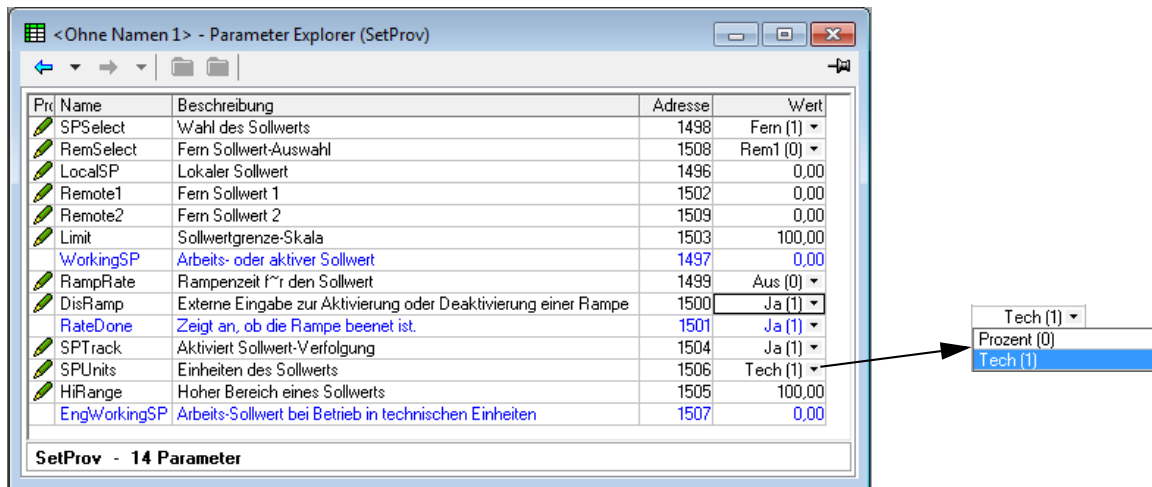 <Ohne Namen 1> - Parameter Explorer (SetProv)
Pro Name Beschreibung Adresse Wert
SPSelect Wahl des Sollwerts 1498 Fern (1)
RemSelect Fern Sollwert-Auswahl 1508 Rem1 (0)
LocalSP Lokaler Sollwert 1496 0,00
Remote1 Fern Sollwert 1 1502 0,00
Remote2 Fern Sollwert 2 1509 0,00
Limit Sollwertgrenze-Skala 1503 100,00
WorkingSP Arbeits- oder aktiver Sollwert 1497 0,00
RampRate Rampenzeit f~r den Sollwert 1499 Aus (0)
DisRamp Externe Eingabe zur Aktivierung oder Deaktivierung einer Rampe 1500 Ja (1)
RateDone Zeigt an, ob die Rampe beenet ist. 1501 Ja (1)
SPTrack Aktiviert Sollwert-Verfolgung 1504 Ja (1)
SPUnits Einheiten des Sollwerts 1506 Tech (1)
HiRange Hoher Bereich eines Sollwerts 1505 100,00
EngWorkingSP Arbeits-Sollwert bei Betrieb in technischen Einheiten 1507 0,00
SetProv - 14 Parameter
Tech (1)
Prozent (0)
Tech (1)